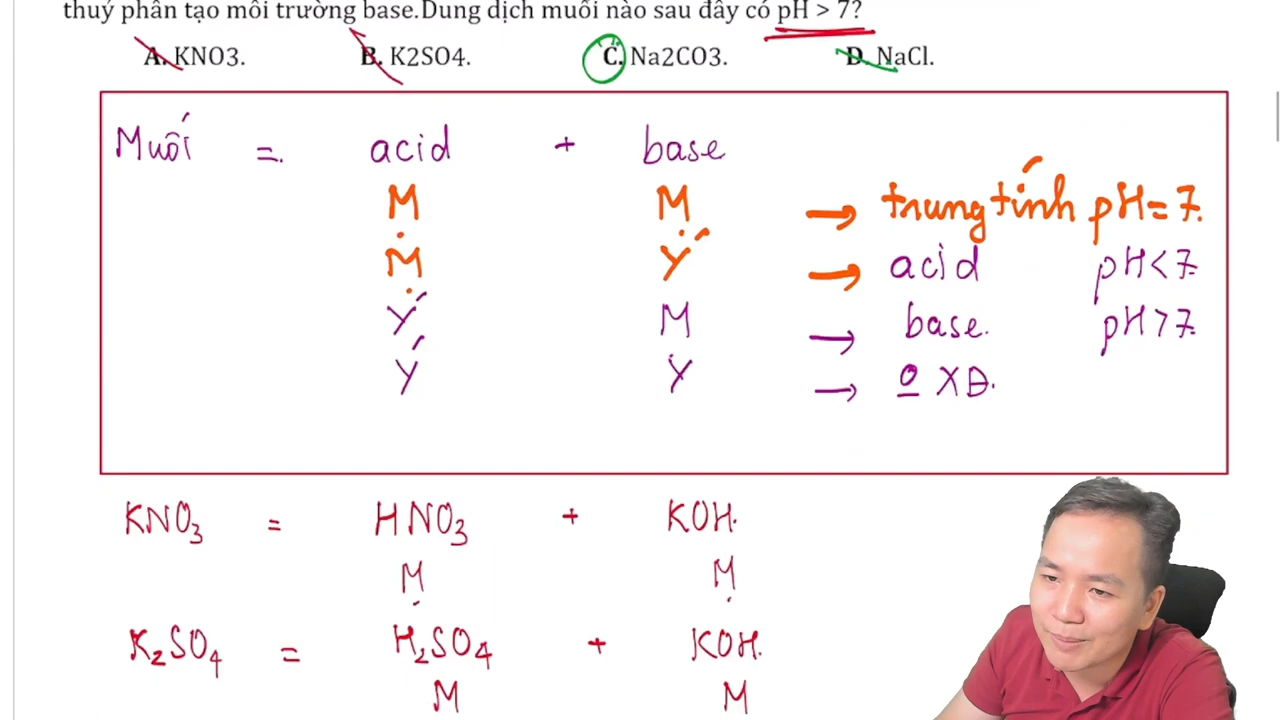 thuỷ phân tạo môi trường base.Dung dịch muối nào sau đây có pH > 7?
A. KNO3. B. K2SO4. C. Na2CO3. D. NaCl.
Muối = acid + base
M M → trung tính pH = 7.
M Y → acid pH < 7.
Y M → base. pH > 7.
Y Y → o XĐ.
KNO3 = HNO3 + KOH.
M M
K2SO4 = H2SO4 + KOH.
M M